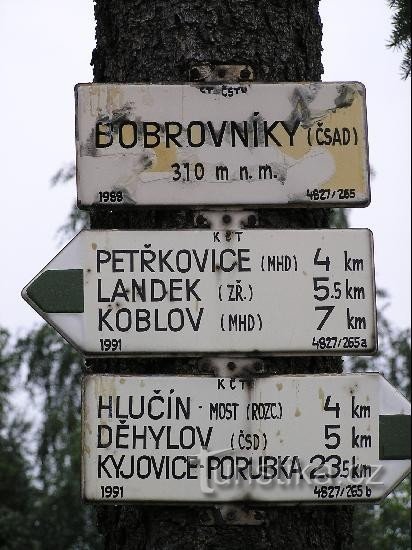 KČT ČSTV
BOBROVNÍKY (ČSAD)
310 m n. m.
1988 4827/265
KČT
PETŘKOVICE (MHD) 4 km
LANDEK (ZŘ.) 5.5 km
KOBLOV (MHD) 7 km
1991 4827/265a
KČT
HLUČÍN - MOST (ROZC.) 4 km
DĚHYLOV (ČSD) 5 km
KYJOVICE-PORUBKA 23.5 km
1991 4827/265 b
Turistika.cz